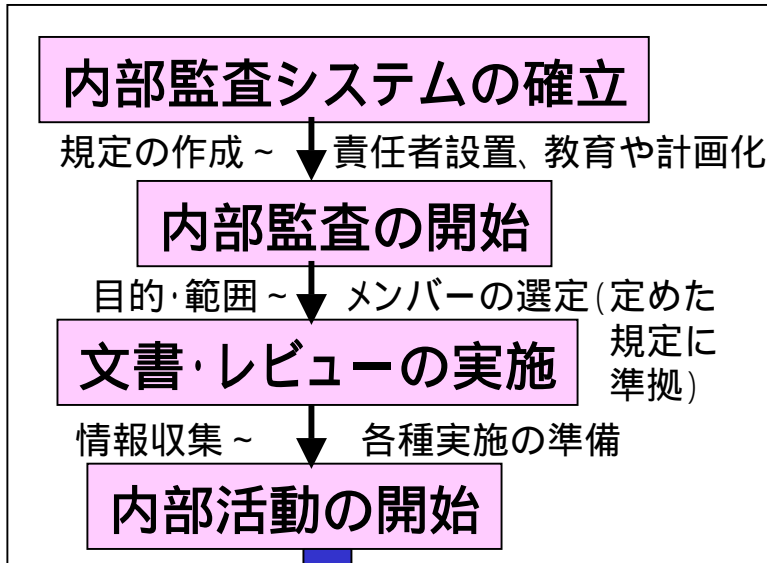 内部監査システムの確立
規定の作成~ 責任者設置、教育や計画化
内部監査の開始
目的・範囲~ メンバーの選定(定めた
規定に
準拠)
文書・レビューの実施
情報収集~ 各種実施の準備
内部活動の開始